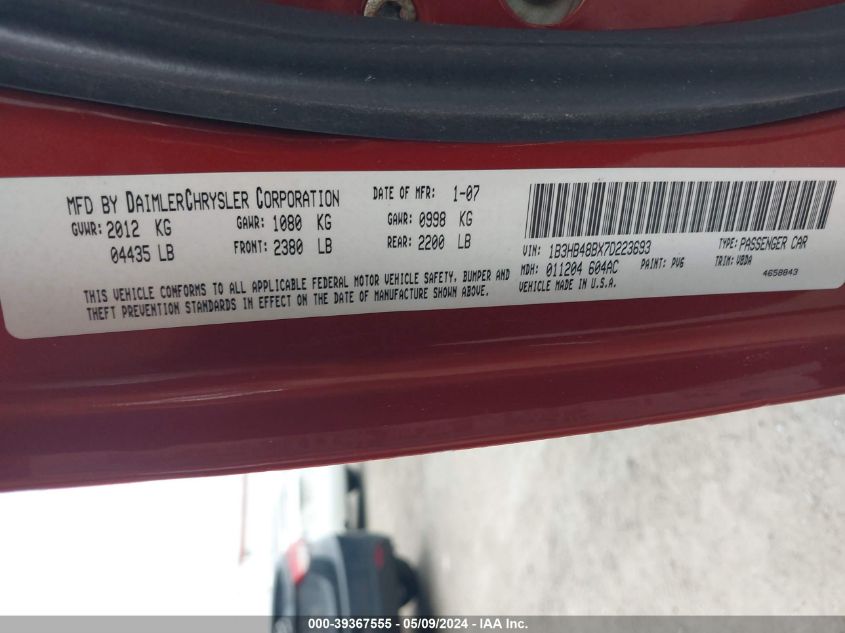 MFD BY DAIMLERCHRYSLER CORPORATION DATE OF MFR: 1-07
GVWR: 2012 KG GAWR: 1080 KG GAWR: 0998 KG
04435 LB FRONT: 2380 LB REAR: 2200 LB
THIS VEHICLE CONFORMS TO ALL APPLICABLE FEDERAL MOTOR VEHICLE SAFETY, BUMPER AND
THEFT PREVENTION STANDARDS IN EFFECT ON THE DATE OF MANUFACTURE SHOWN ABOVE.
VIN: 1B3HB48BX7D223693 TYPE: PASSENGER CAR
MDH: 011204 604AC PAINT: PVG TRIM: VBDA
VEHICLE MADE IN U.S.A. 4658843
000-39367555 - 05/09/2024 - IAA Inc.